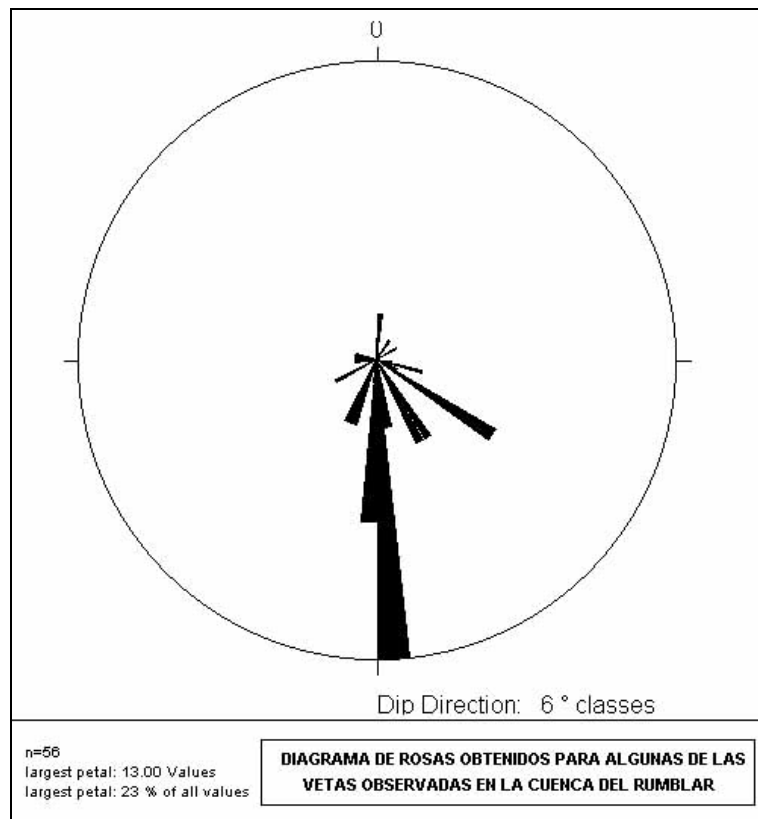 0
Dip Direction: 6 ° classes
n=56
largest petal: 13.00 Values
largest petal: 23 % of all values
DIAGRAMA DE ROSAS OBTENIDOS PARA ALGUNAS DE LAS
VETAS OBSERVADAS EN LA CUENCA DEL RUMBLAR